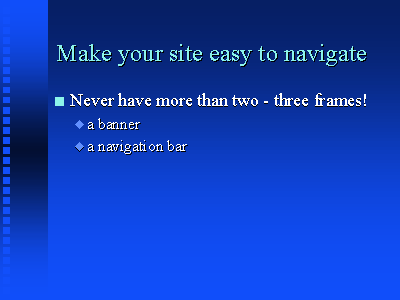 Make your site easy to navigate
Never have more than two - three frames!
a banner
a navigation bar